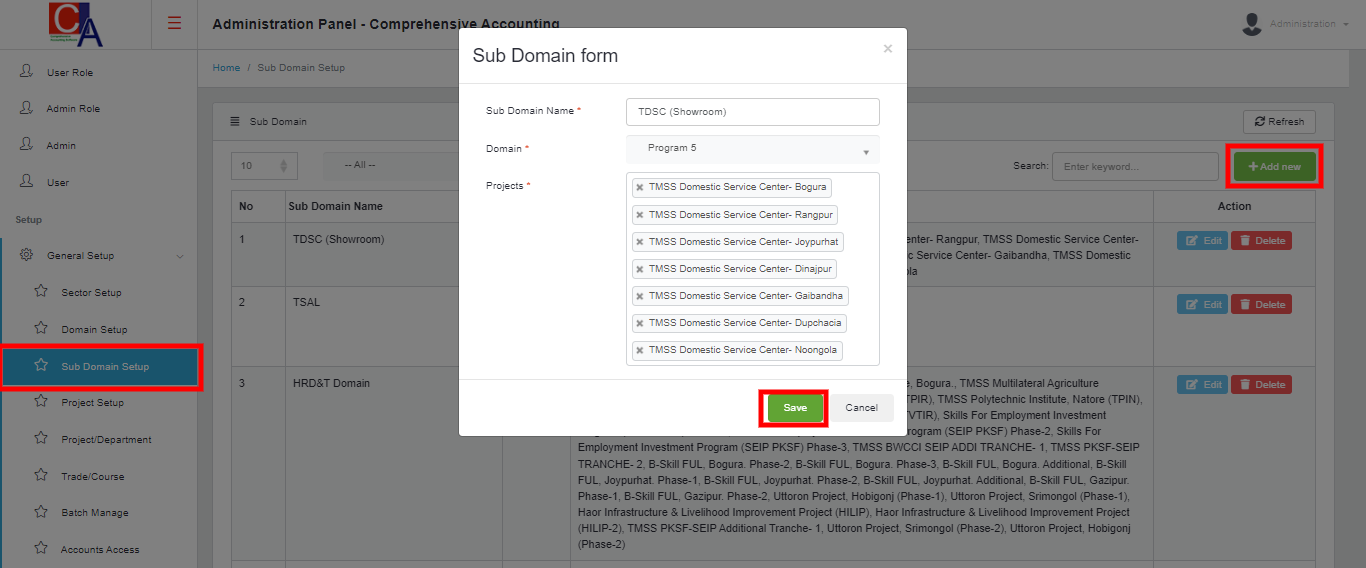 CA
Administration Panel - Comprehensive Accounting
Administration
User Role
Admin Role
Admin
User
Setup
General Setup
Sector Setup
Domain Setup
Sub Domain Setup
Project Setup
Project/Department
Trade/Course
Batch Manage
Accounts Access
Home / Sub Domain Setup
Sub Domain
Refresh
10
-- All --
Search:
Enter keyword...
Add new
No
Sub Domain Name
Action
1
TDSC (Showroom)
enter- Rangpur, TMSS Domestic Service Center-
ic Service Center- Gaibandha, TMSS Domestic
ola
Edit
Delete
2
TSAL
Edit
Delete
3
HRD&T Domain
e, Bogura., TMSS Multilateral Agriculture
TPIR), TMSS Polytechnic Institute, Natore (TPIN),
VTIR), Skills For Employment Investment
rogram (SEIP PKSF) Phase-2, Skills For
Employment Investment Program (SEIP PKSF) Phase-3, TMSS BWCCI SEIP ADDI TRANCHE- 1, TMSS PKSF-SEIP
TRANCHE- 2, B-Skill FUL, Bogura. Phase-2, B-Skill FUL, Bogura. Phase-3, B-Skill FUL, Bogura. Additional, B-Skill
FUL, Joypurhat. Phase-1, B-Skill FUL, Joypurhat. Phase-2, B-Skill FUL, Joypurhat. Additional, B-Skill FUL, Gazipur.
Phase-1, B-Skill FUL, Gazipur. Phase-2, Uttoron Project, Hobigonj (Phase-1), Uttoron Project, Srimongol (Phase-1),
Haor Infrastructure & Livelihood Improvement Project (HILIP), Haor Infrastructure & Livelihood Improvement Project
(HILIP-2), TMSS PKSF-SEIP Additional Tranche- 1, Uttoron Project, Srimongol (Phase-2), Uttoron Project, Hobigonj
(Phase-2)
Edit
Delete
Sub Domain form
×
Sub Domain Name *
TDSC (Showroom)
Domain *
Program 5
Projects *
× TMSS Domestic Service Center- Bogura
× TMSS Domestic Service Center- Rangpur
× TMSS Domestic Service Center- Joypurhat
× TMSS Domestic Service Center- Dinajpur
× TMSS Domestic Service Center- Gaibandha
× TMSS Domestic Service Center- Dupchacia
× TMSS Domestic Service Center- Noongola
Save
Cancel